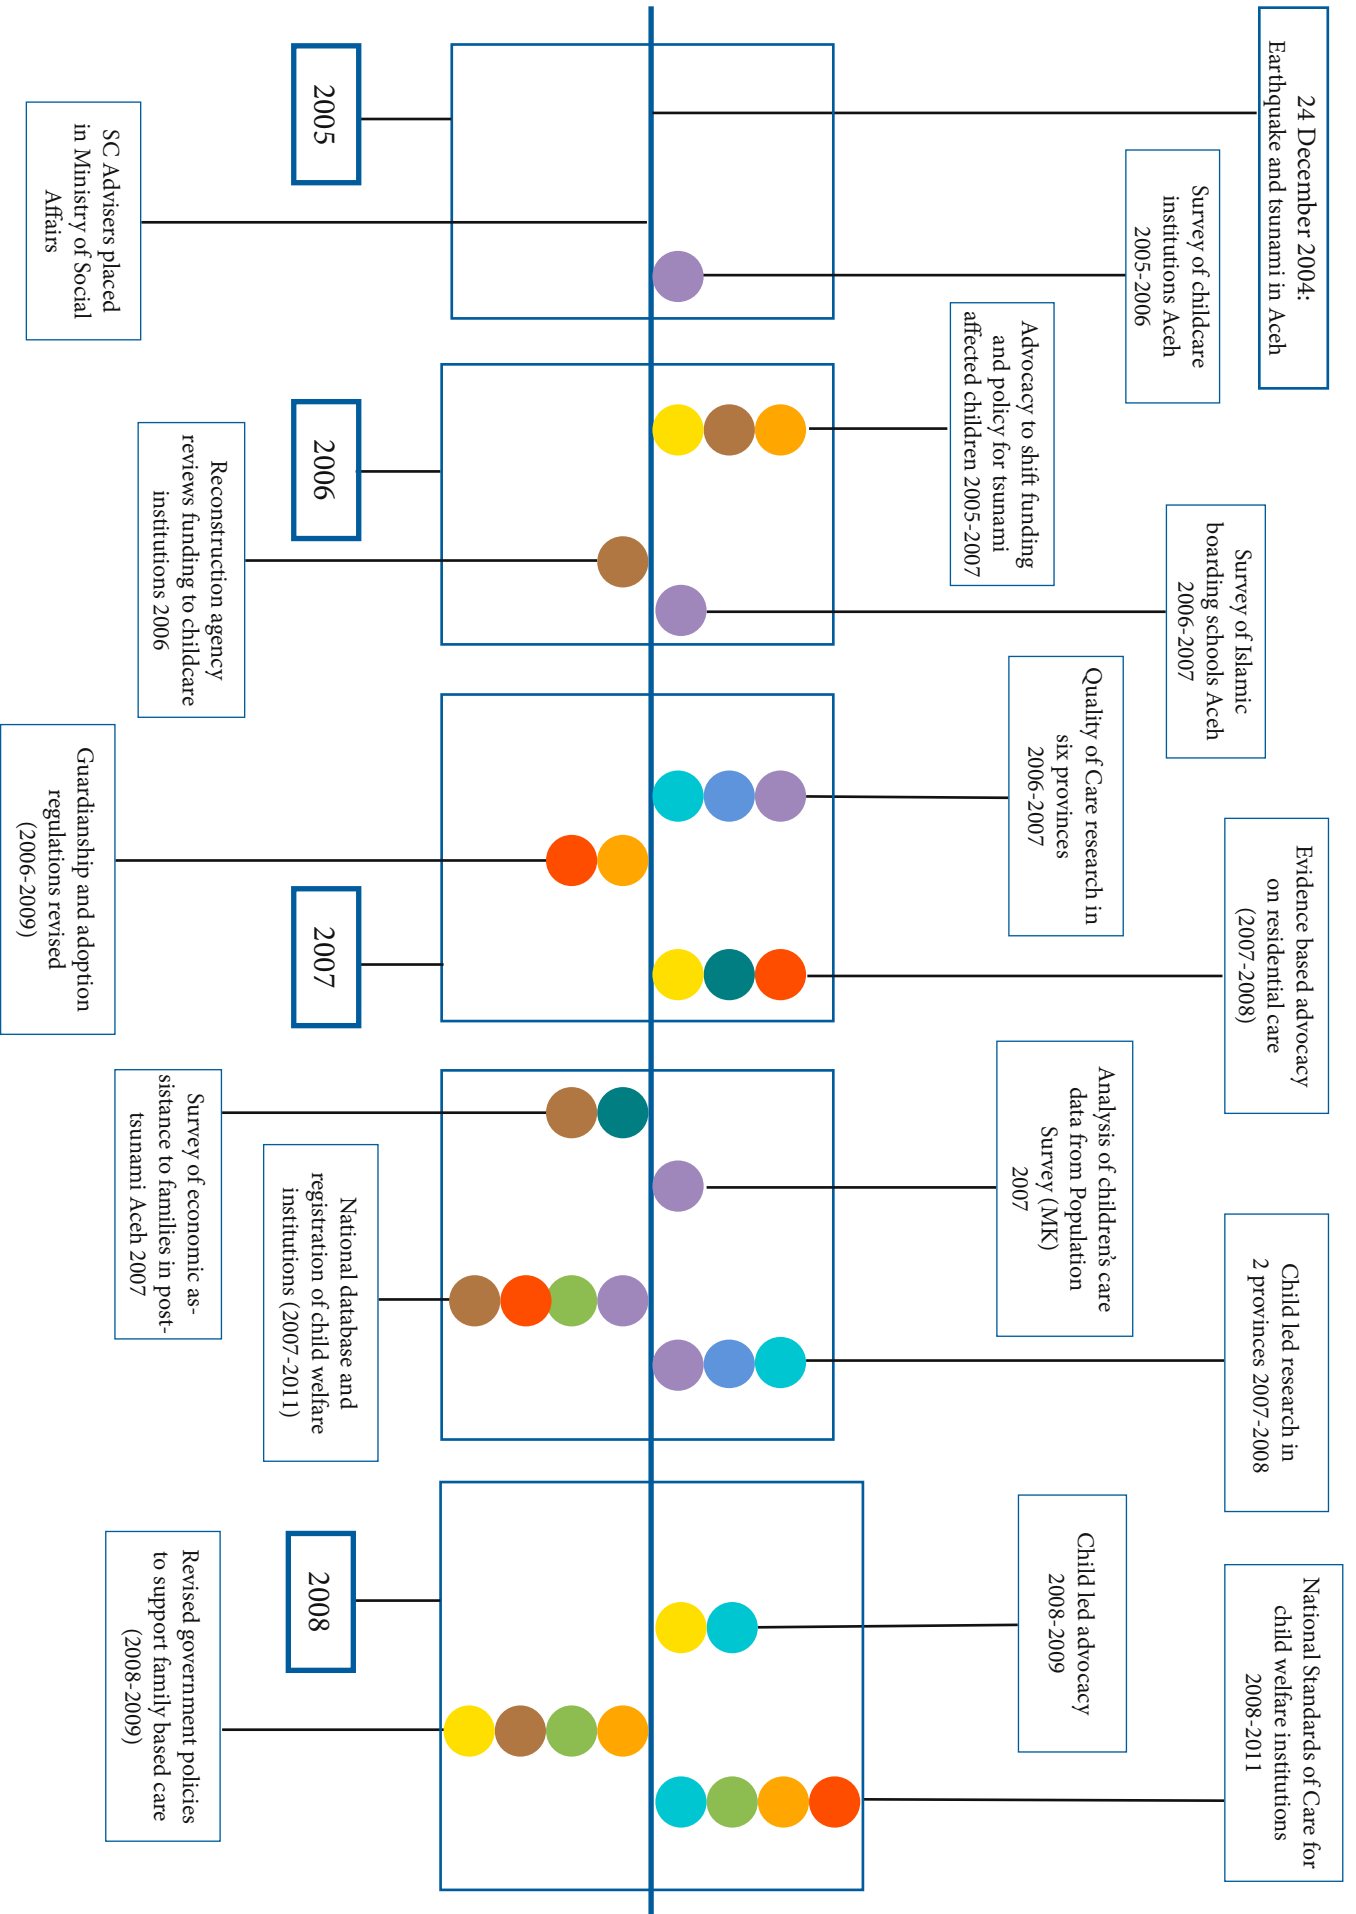 24 December 2004:
Earthquake and tsunami in Aceh
Survey of childcare
institutions Aceh
2005-2006
Advocacy to shift funding
and policy for tsunami
affected children 2005-2007
Survey of Islamic
boarding schools Aceh
2006-2007
Quality of Care research in
six provinces
2006-2007
Evidence based advocacy
on residential care
(2007-2008)
Analysis of children's care
data from Population
Survey (MK)
2007
Child led research in
2 provinces 2007-2008
Child led advocacy
2008-2009
National Standards of Care for
child welfare institutions
2008-2011
2005
2006
2007
2008
SC Advisers placed
in Ministry of Social
Affairs
Reconstruction agency
reviews funding to childcare
institutions 2006
Guardianship and adoption
regulations revised
(2006-2009)
Survey of economic as-
sistance to families in post-
tsunami Aceh 2007
National database and
registration of child welfare
institutions (2007-2011)
Revised government policies
to support family based care
(2008-2009)